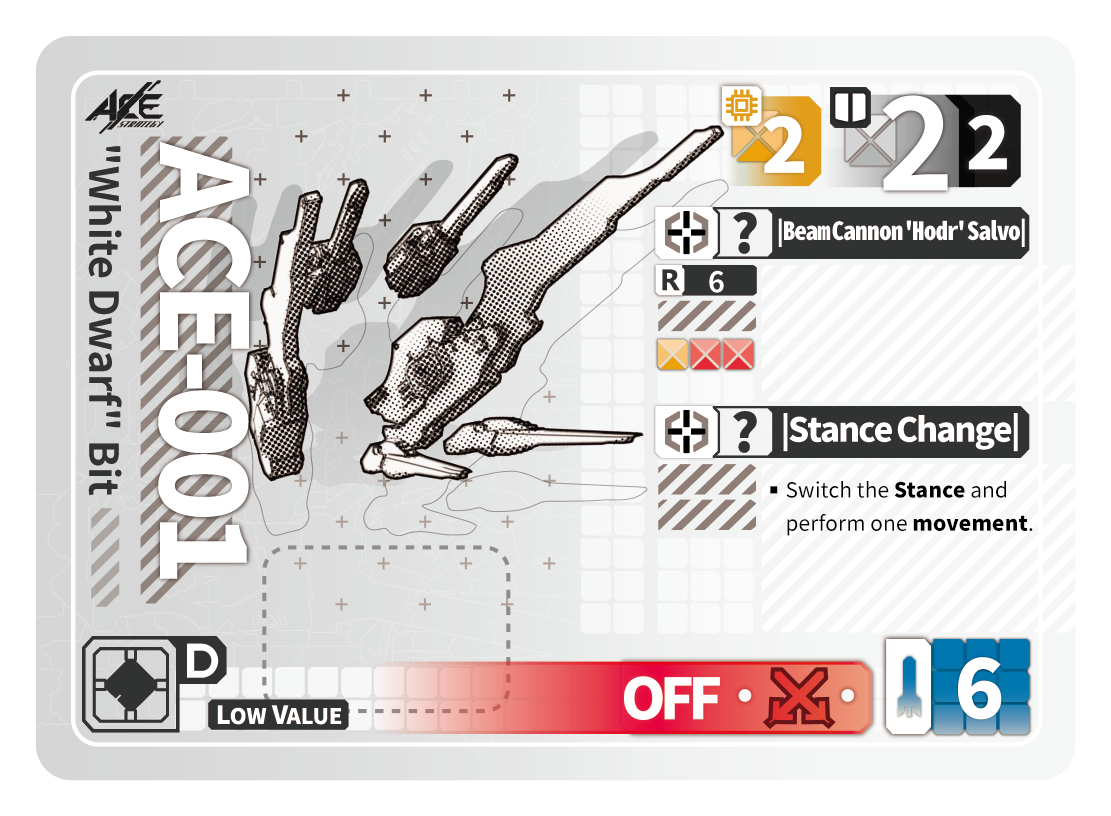 ACE
STRATEGY
"White Dwarf" Bit
ACE-001
2
2
2
? |Beam Cannon 'Hodr' Salvo|
R 6
? |Stance Change|
▪ Switch the Stance and
perform one movement.
D
LOW VALUE
OFF • •
6